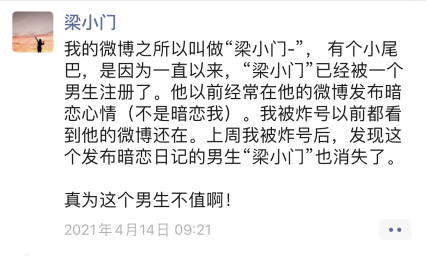 梁小门
我的微博之所以叫做“梁小门-”， 有个小尾
巴，是因为一直以来，“梁小门”已经被一个
男生注册了。他以前经常在他的微博发布暗
恋心情（不是暗恋我）。我被炸号以前都看
到他的微博还在。上周我被炸号后，发现这
个发布暗恋日记的男生“梁小门”也消失了。
真为这个男生不值啊！
2021年4月14日 09:21